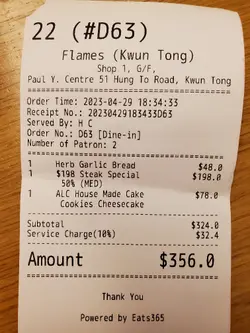 22 (#D63)
Flames (Kwun Tong)
Shop 1, G/F,
Paul Y. Centre 51 Hung To Road, Kwun Tong
Order Time: 2023-04-29 18:34:33
Receipt No.: 20230429183433D63
Served By: H C
Order No.: D63 [Dine-in]
Number of Patron: 2
1 Herb Garlic Bread $48.0
1 $198 Steak Special $198.0
50% (MED)
1 ALC House Made Cake $78.0
Cookies Cheesecake
Subtotal $324.0
Service Charge(10%) $32.4
Amount $356.0
Thank You
Powered by Eats365